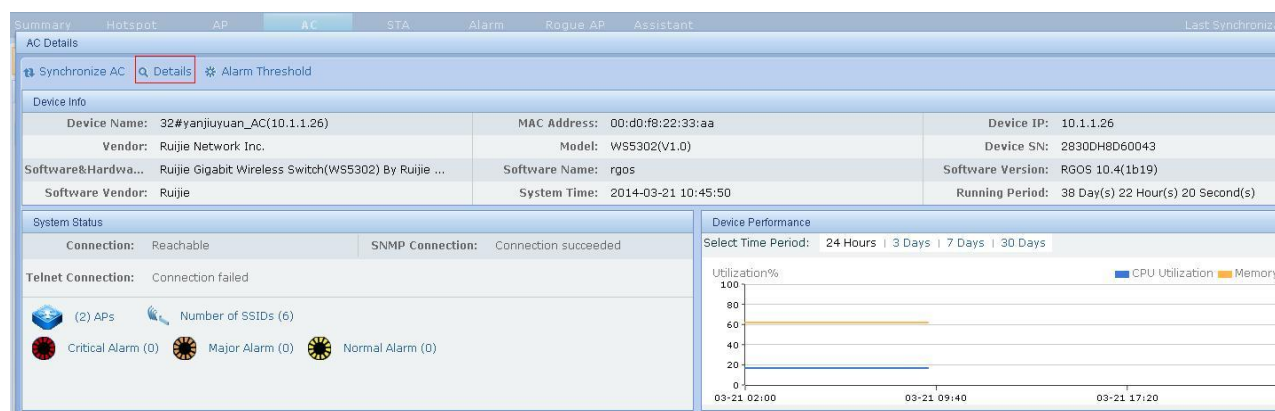 Summary Hotspot AP AC STA Alarm Rogue AP Assistant Last Synchroniz
AC Details
Synchronize AC Details Alarm Threshold
Device Info
Device Name: 32#yanjiuyuan_AC(10.1.1.26) MAC Address: 00:d0:f8:22:33:aa Device IP: 10.1.1.26
Vendor: Ruijie Network Inc. Model: WS5302(V1.0) Device SN: 2830DH8D60043
Software&Hardwa... Ruijie Gigabit Wireless Switch(WS5302) By Ruijie ... Software Name: rgos Software Version: RGOS 10.4(1b19)
Software Vendor: Ruijie System Time: 2014-03-21 10:45:50 Running Period: 38 Day(s) 22 Hour(s) 20 Second(s)
System Status
Connection: Reachable SNMP Connection: Connection succeeded
Telnet Connection: Connection failed
(2) APs Number of SSIDs (6)
Critical Alarm (0) Major Alarm (0) Normal Alarm (0)
Device Performance
Select Time Period: 24 Hours | 3 Days | 7 Days | 30 Days
Utilization% CPU Utilization Memory
100
80
60
40
20
0
03-21 02:00 03-21 09:40 03-21 17:20